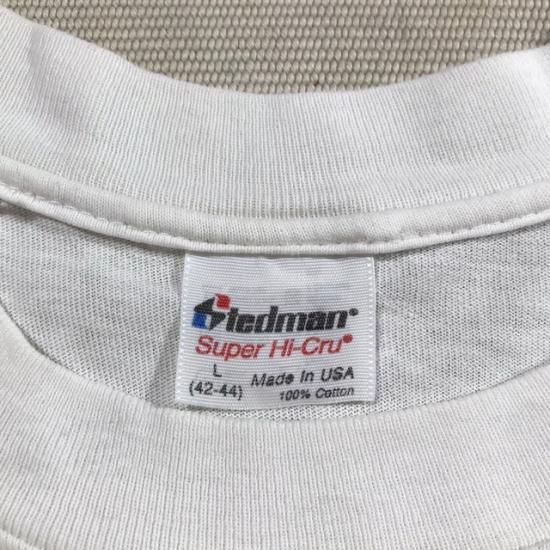 Stedman®
Super Hi-Cru®
L
(42-44)
Made In USA
100% Cotton